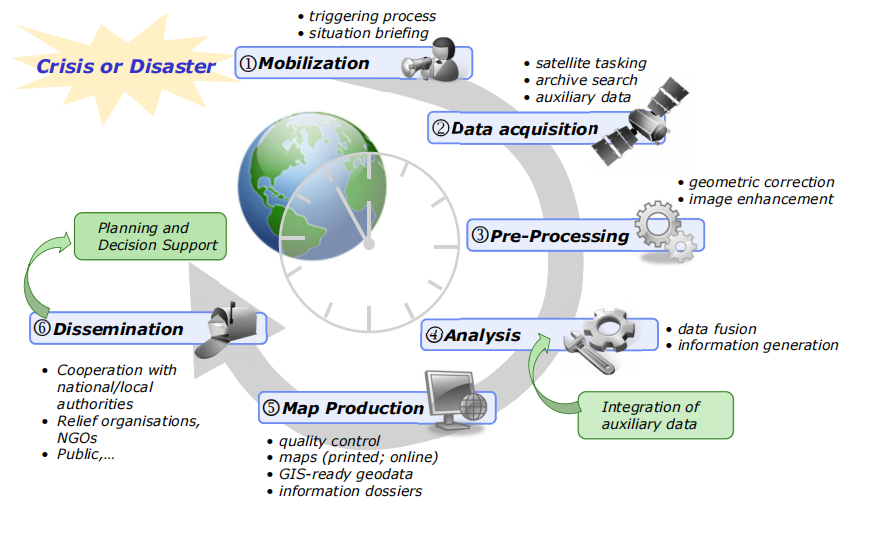 Crisis or Disaster
• triggering process
• situation briefing
①Mobilization
• satellite tasking
• archive search
• auxiliary data
②Data acquisition
• geometric correction
• image enhancement
③Pre-Processing
④Analysis
• data fusion
• information generation
Integration of
auxiliary data
⑤Map Production
• quality control
• maps (printed; online)
• GIS-ready geodata
• information dossiers
⑥Dissemination
• Cooperation with
national/local
authorities
• Relief organisations,
NGOs
• Public,...
Planning and
Decision Support